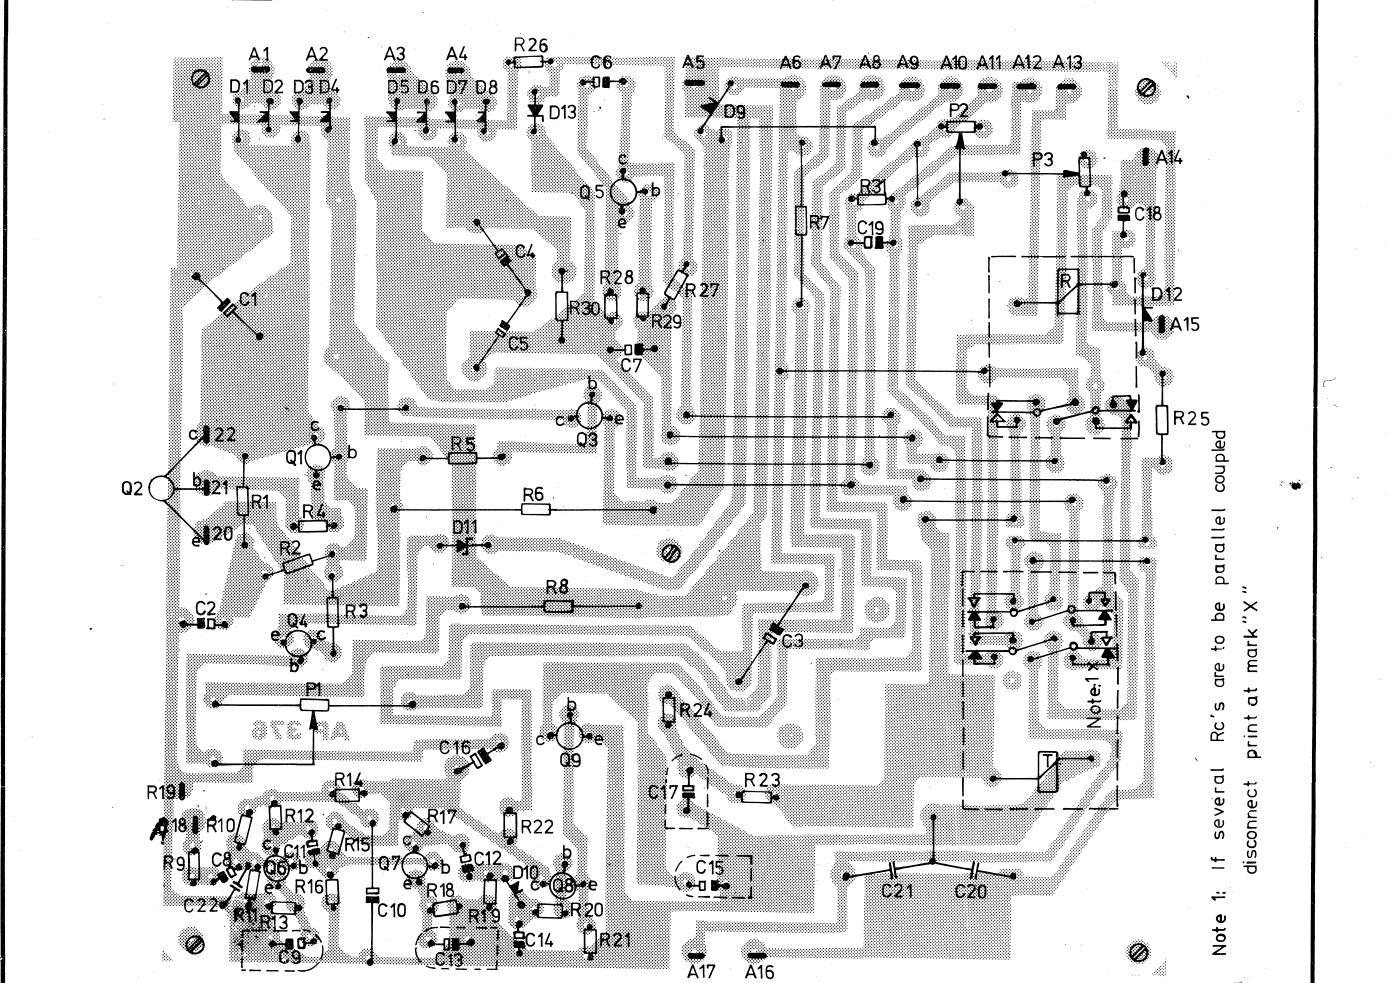 A1 A2 A3 A4 R26 C6 A5 A6 A7 A8 A9 A10 A11 A12 A13
D1 D2 D3 D4 D5 D6 D7 D8 D13 D9 P2
P3 A14
c
Q5 b R31
e R7 C19 C18
C4 R
C1 R30 R28 R29 R27 D12
C5 A15
C7
b
c e
Q3 R25
c 22 c
Q1 b R5
e
Q2 b 21 R1 R6
R4
e 20 D11
R2
C2 R3 R8
Q4
e c C3
b
P1 R24
AP 376
b
C16 c e
Q9 T
R19 R14 C17 R23
R18 R10 R12 R15 R17 R22
c C11 c b
R9 C8 Q6 b Q7 b C12 D10 c Q8 e C15
e R16 e
C22 R11 R13 C10 R18 R19 R20 C21 C20
C9 C13 C14 R21
A17 A16
Note:1 x
Note 1: If several Rc's are to be parallel coupled
disconnect print at mark "X"